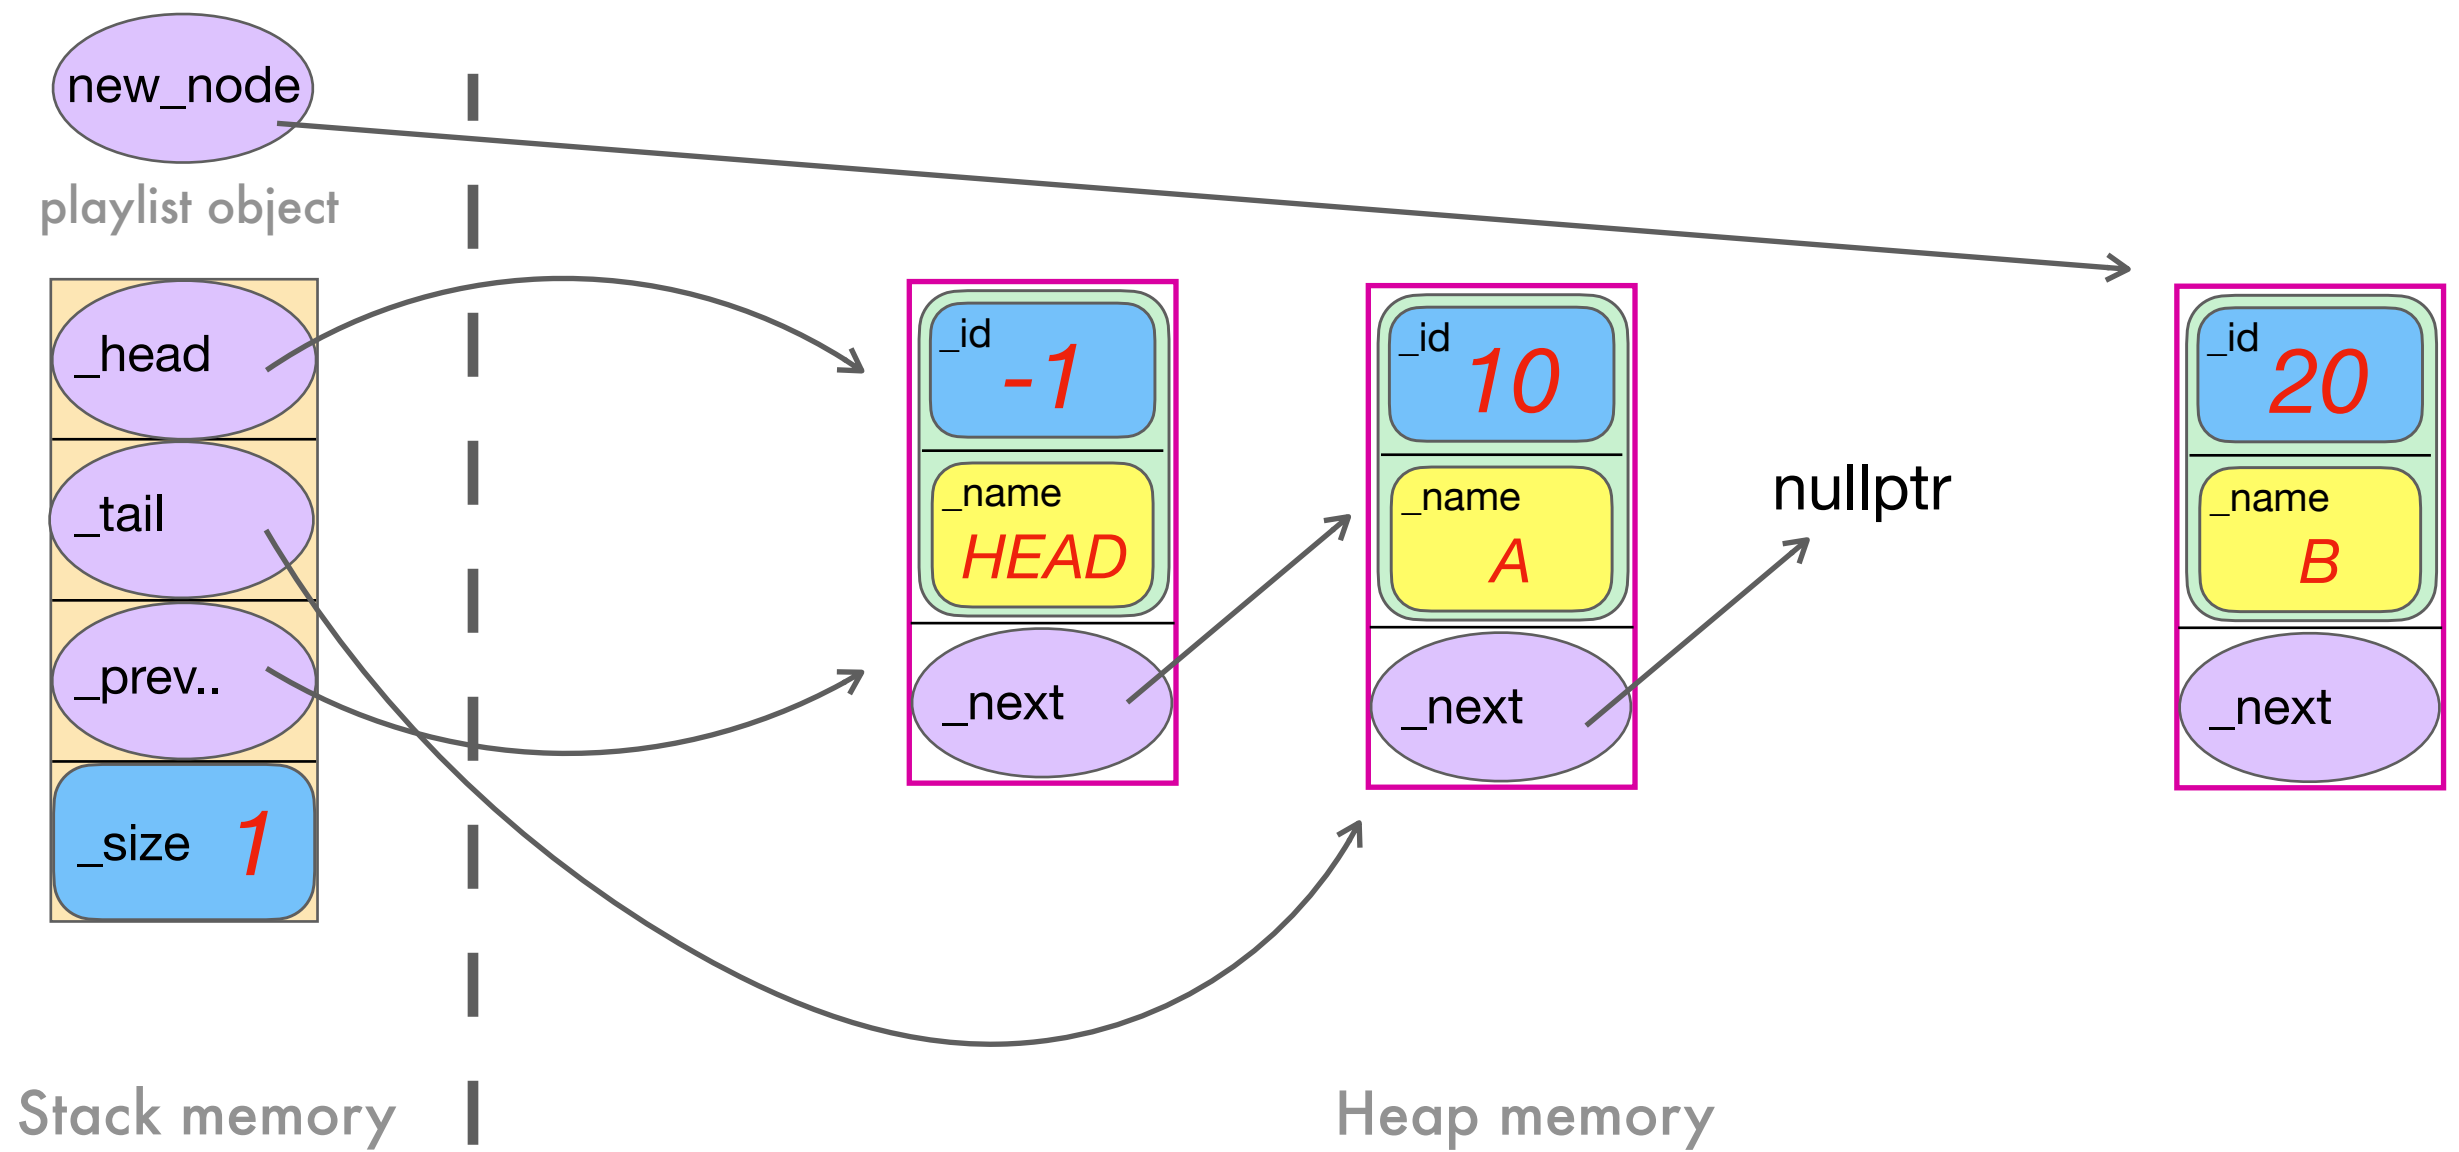 new_node
playlist object
_head
_tail
_prev..
_size 1
_id
-1
_name
HEAD
_next
_id
10
_name
A
_next
nullptr
_id
20
_name
B
_next
Stack memory
Heap memory